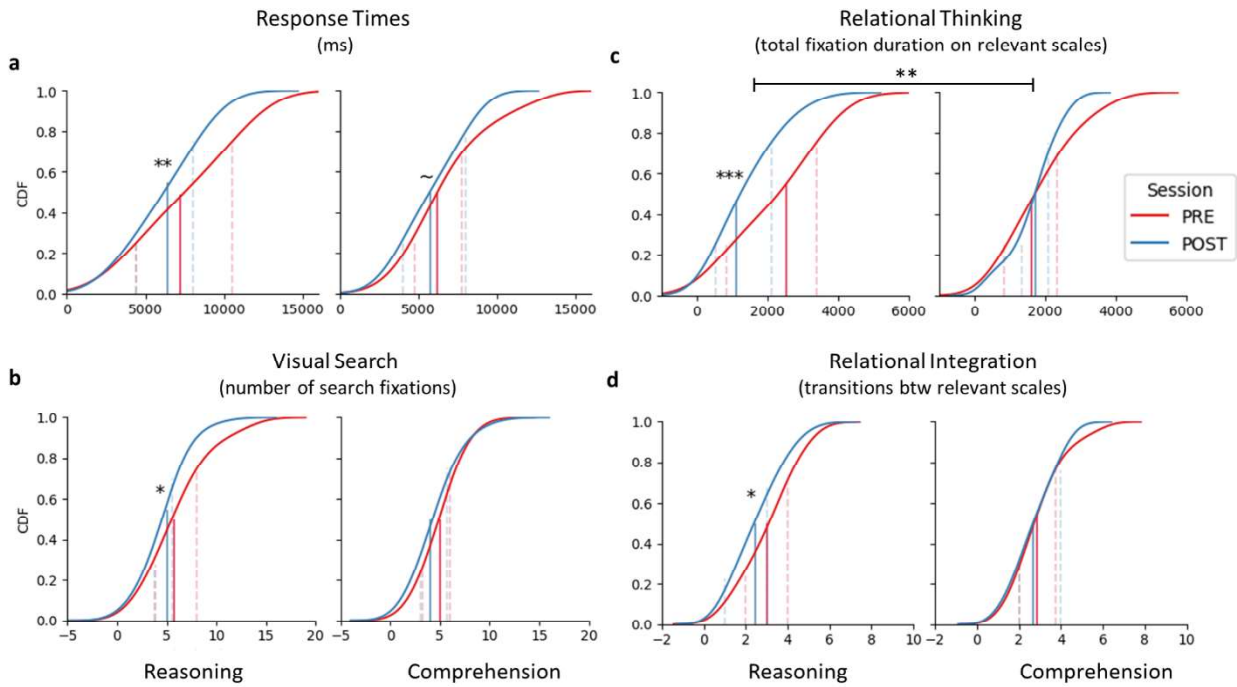 Response Times
(ms)
a
1.0
0.8
0.6
0.4
0.2
0.0
CDF
**
0 5000 10000 15000
~
0 5000 10000 15000
Relational Thinking
(total fixation duration on relevant scales)
c
**
1.0
0.8
0.6
0.4
0.2
0.0
***
0 2000 4000 6000
0 2000 4000 6000
Session
PRE
POST
Visual Search
(number of search fixations)
b
1.0
0.8
0.6
0.4
0.2
0.0
CDF
*
−5 0 5 10 15 20
−5 0 5 10 15 20
Reasoning
Comprehension
Relational Integration
(transitions btw relevant scales)
d
1.0
0.8
0.6
0.4
0.2
0.0
*
−2 0 2 4 6 8 10
−2 0 2 4 6 8 10
Reasoning
Comprehension